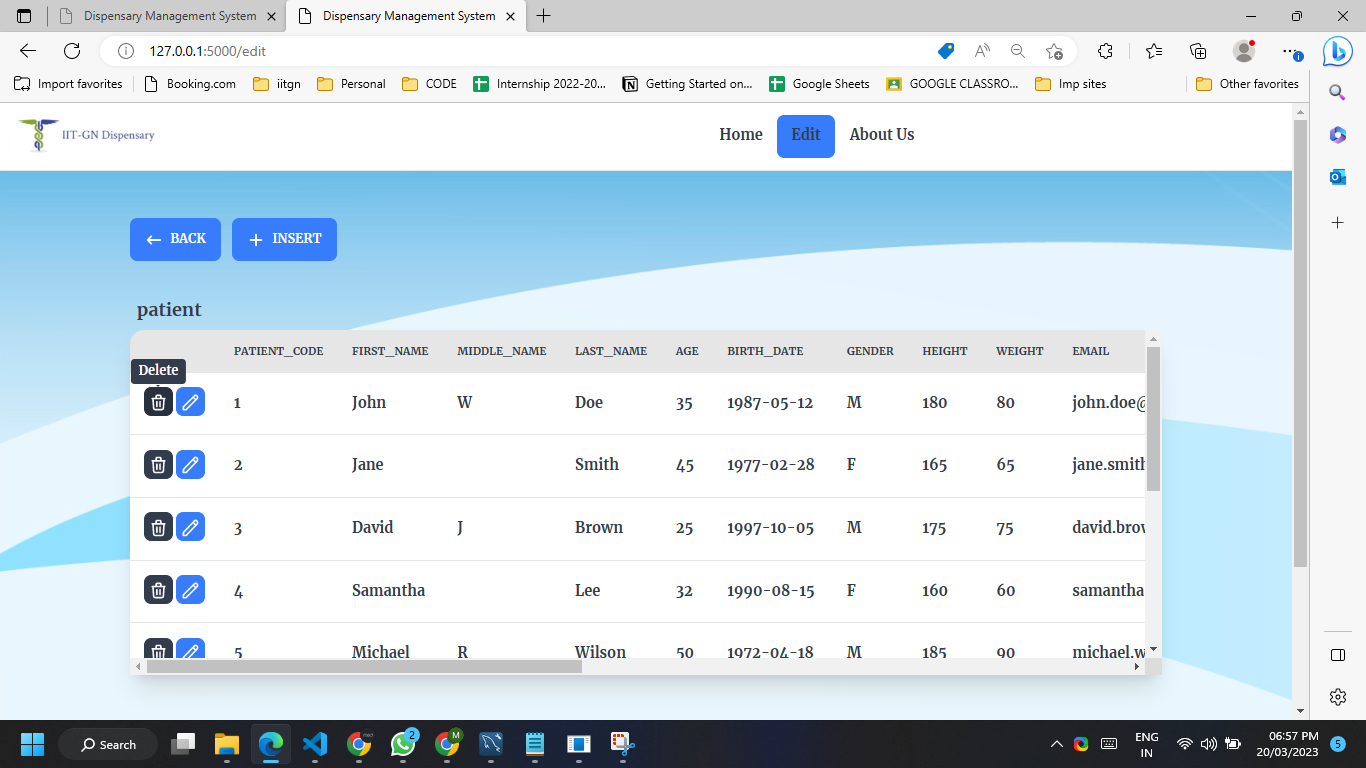 Dispensary Management System
Dispensary Management System
127.0.0.1:5000/edit
Import favorites
Booking.com
iitgn
Personal
CODE
Internship 2022-20...
Getting Started on...
Google Sheets
GOOGLE CLASSRO...
Imp sites
Other favorites
IIT-GN Dispensary
Home Edit About Us
BACK INSERT
patient
PATIENT_CODE FIRST_NAME MIDDLE_NAME LAST_NAME AGE BIRTH_DATE GENDER HEIGHT WEIGHT EMAIL
Delete
1 John W Doe 35 1987-05-12 M 180 80 john.doe@
2 Jane Smith 45 1977-02-28 F 165 65 jane.smith
3 David J Brown 25 1997-10-05 M 175 75 david.brow
4 Samantha Lee 32 1990-08-15 F 160 60 samantha
5 Michael R Wilson 50 1972-04-18 M 185 90 michael.w
Search
2
M
ENG
IN
06:57 PM
20/03/2023
5